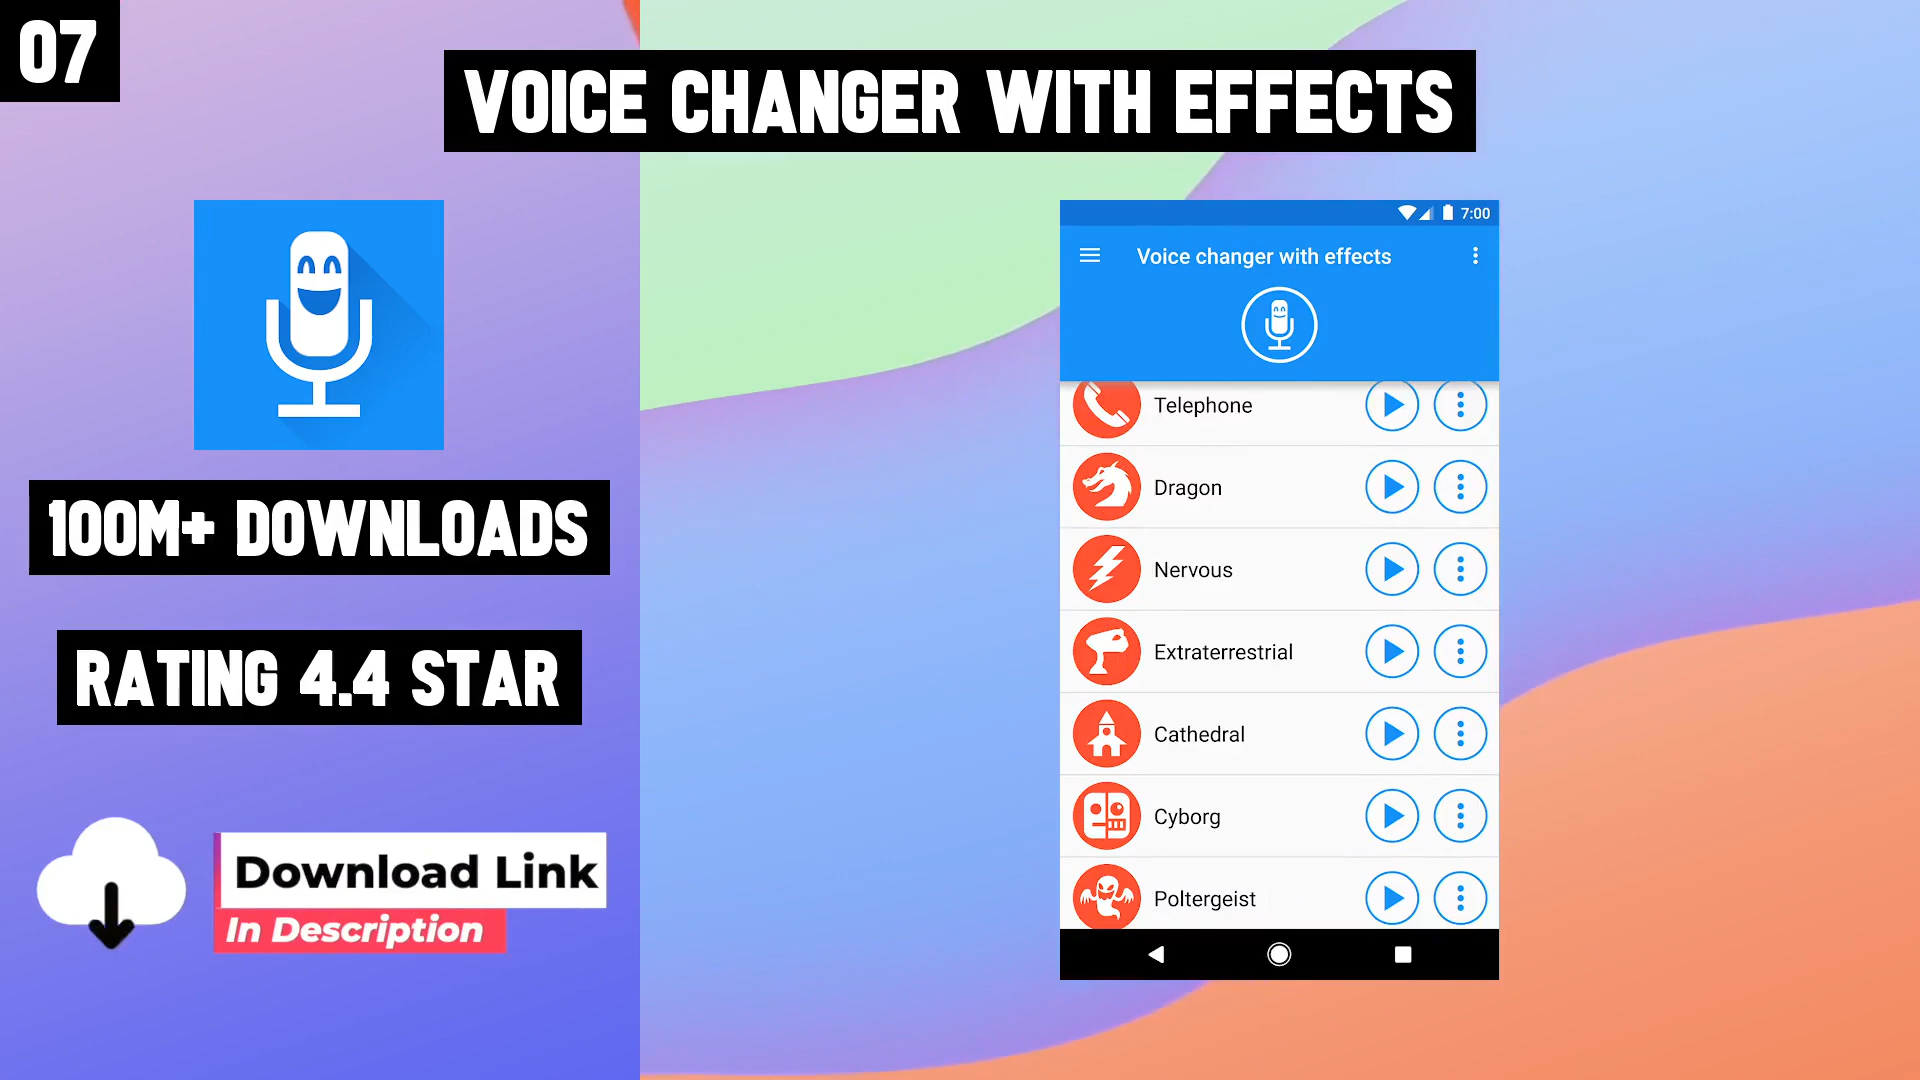 07
VOICE CHANGER WITH EFFECTS
100M+ DOWNLOADS
RATING 4.4 STAR
Download Link
In Description
7:00
Voice changer with effects
Telephone
Dragon
Nervous
Extraterrestrial
Cathedral
Cyborg
Poltergeist